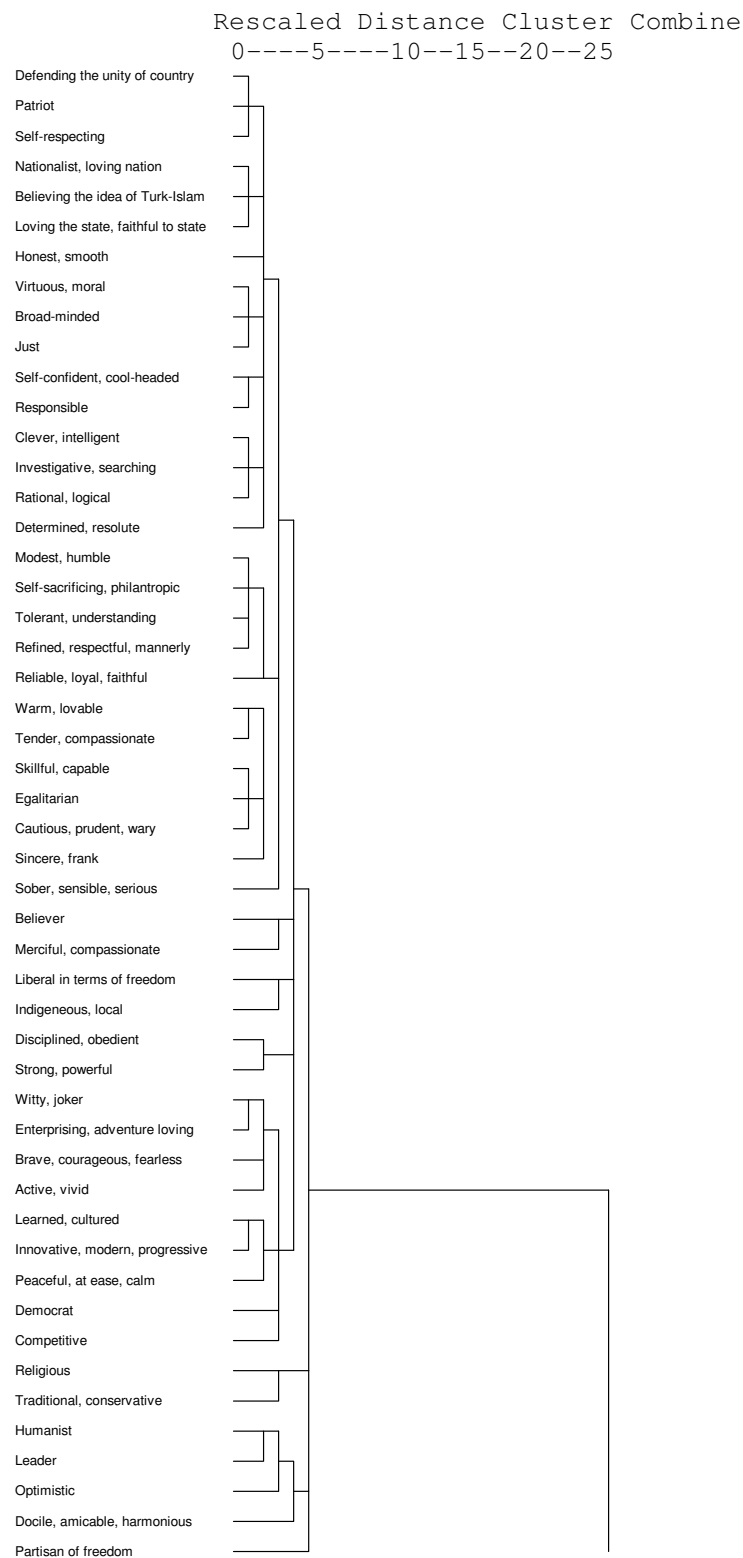 Rescaled Distance Cluster Combine
0----5----10--15--20--25
Defending the unity of country
Patriot
Self-respecting
Nationalist, loving nation
Believing the idea of Turk-Islam
Loving the state, faithful to state
Honest, smooth
Virtuous, moral
Broad-minded
Just
Self-confident, cool-headed
Responsible
Clever, intelligent
Investigative, searching
Rational, logical
Determined, resolute
Modest, humble
Self-sacrificing, philantropic
Tolerant, understanding
Refined, respectful, mannerly
Reliable, loyal, faithful
Warm, lovable
Tender, compassionate
Skillful, capable
Egalitarian
Cautious, prudent, wary
Sincere, frank
Sober, sensible, serious
Believer
Merciful, compassionate
Liberal in terms of freedom
Indigeneous, local
Disciplined, obedient
Strong, powerful
Witty, joker
Enterprising, adventure loving
Brave, courageous, fearless
Active, vivid
Learned, cultured
Innovative, modern, progressive
Peaceful, at ease, calm
Democrat
Competitive
Religious
Traditional, conservative
Humanist
Leader
Optimistic
Docile, amicable, harmonious
Partisan of freedom